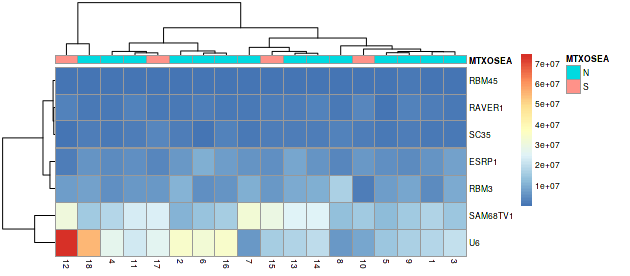 MTXOSEA
RBM45
RAVER1
SC35
ESRP1
RBM3
SAM68TV1
U6
12 18 4 11 17 2 6 16 7 15 13 14 8 10 5 9 1 3
7e+07
6e+07
5e+07
4e+07
3e+07
2e+07
1e+07
MTXOSEA
N
S